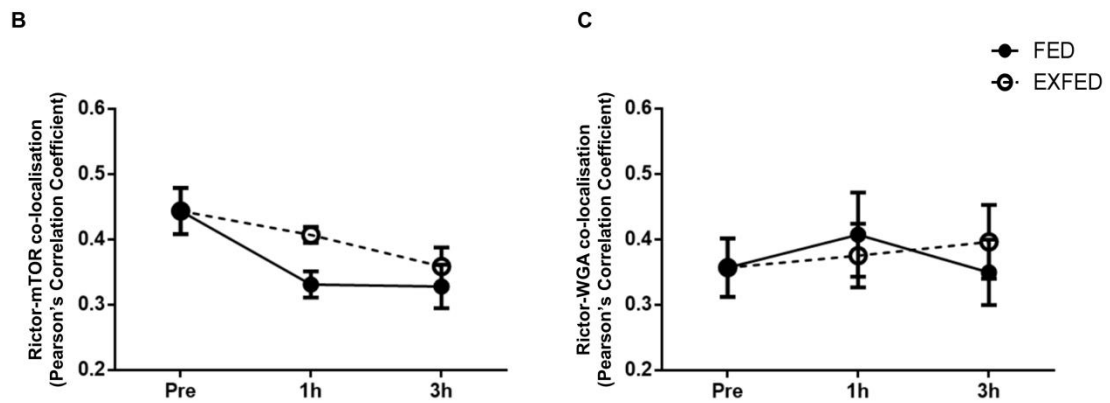 B
Rictor-mTOR co-localisation
(Pearson's Correlation Coefficient)
0.6
0.5
0.4
0.3
0.2
Pre
1h
3h
C
FED
EXFED
Rictor-WGA co-localisation
(Pearson's Correlation Coefficient)
0.6
0.5
0.4
0.3
0.2
Pre
1h
3h